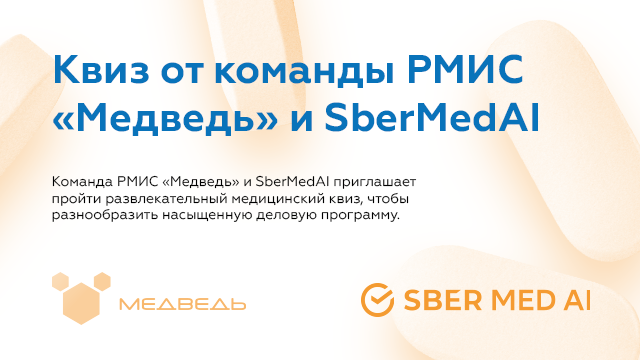 Квиз от команды РМИС
«Медведь» и SberMedAI
Команда РМИС «Медведь» и SberMedAI приглашает
пройти развлекательный медицинский квиз, чтобы
разнообразить насыщенную деловую программу.
МЕДВЕДЬ
SBER MED AI